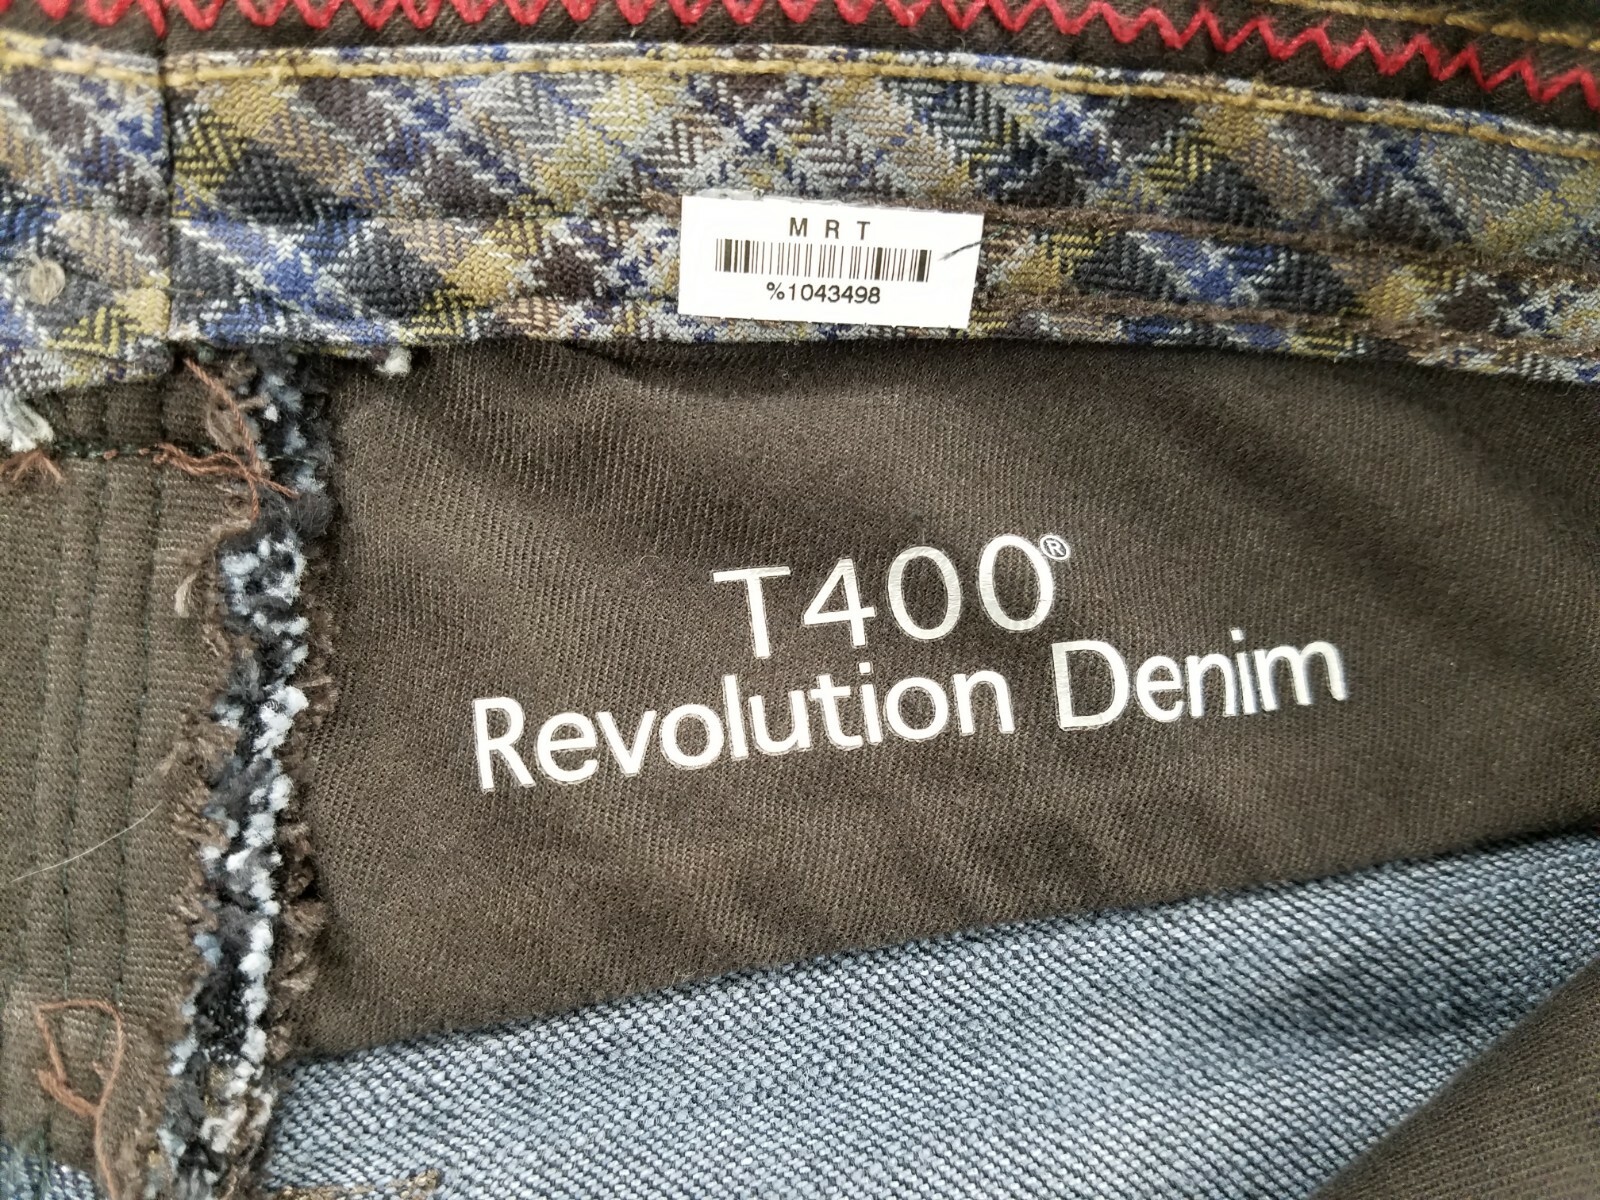 M R T
%1043498
T400®
Revolution Denim